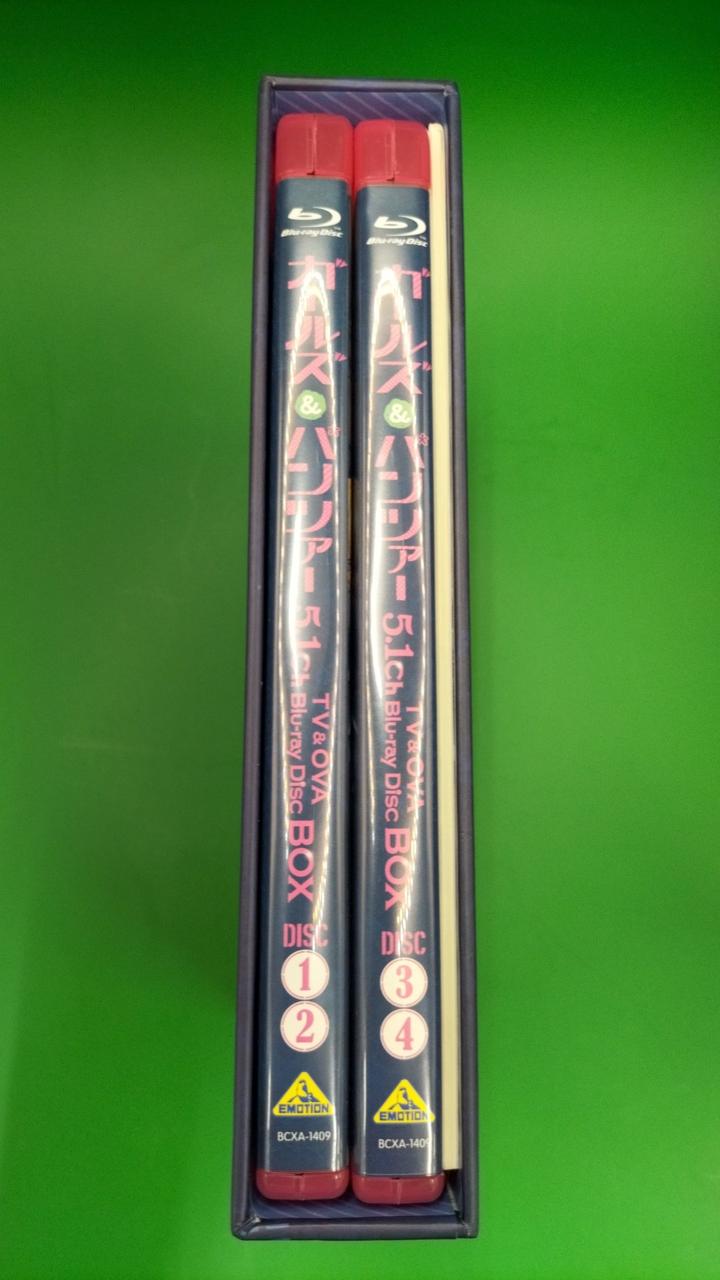 Blu-ray Disc
ガールズ
&
パンツァー
5.1ch
TV & OVA
Blu-ray Disc BOX
DISC
1
2
EMOTION
BCXA-1409
Blu-ray Disc
ガールズ
&
パンツァー
5.1ch
TV & OVA
Blu-ray Disc BOX
DISC
3
4
EMOTION
BCXA-1409